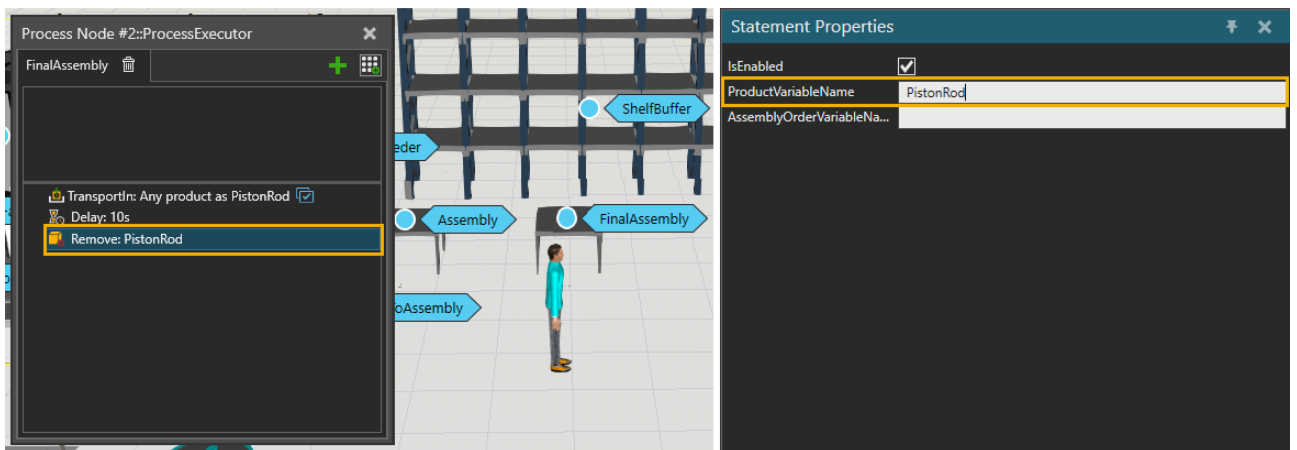 Process Node #2::ProcessExecutor
FinalAssembly
TransportIn: Any product as PistonRod
Delay: 10s
Remove: PistonRod
ShelfBuffer
eder
Assembly
FinalAssembly
oAssembly
Statement Properties
IsEnabled
ProductVariableName PistonRod
AssemblyOrderVariableNa...